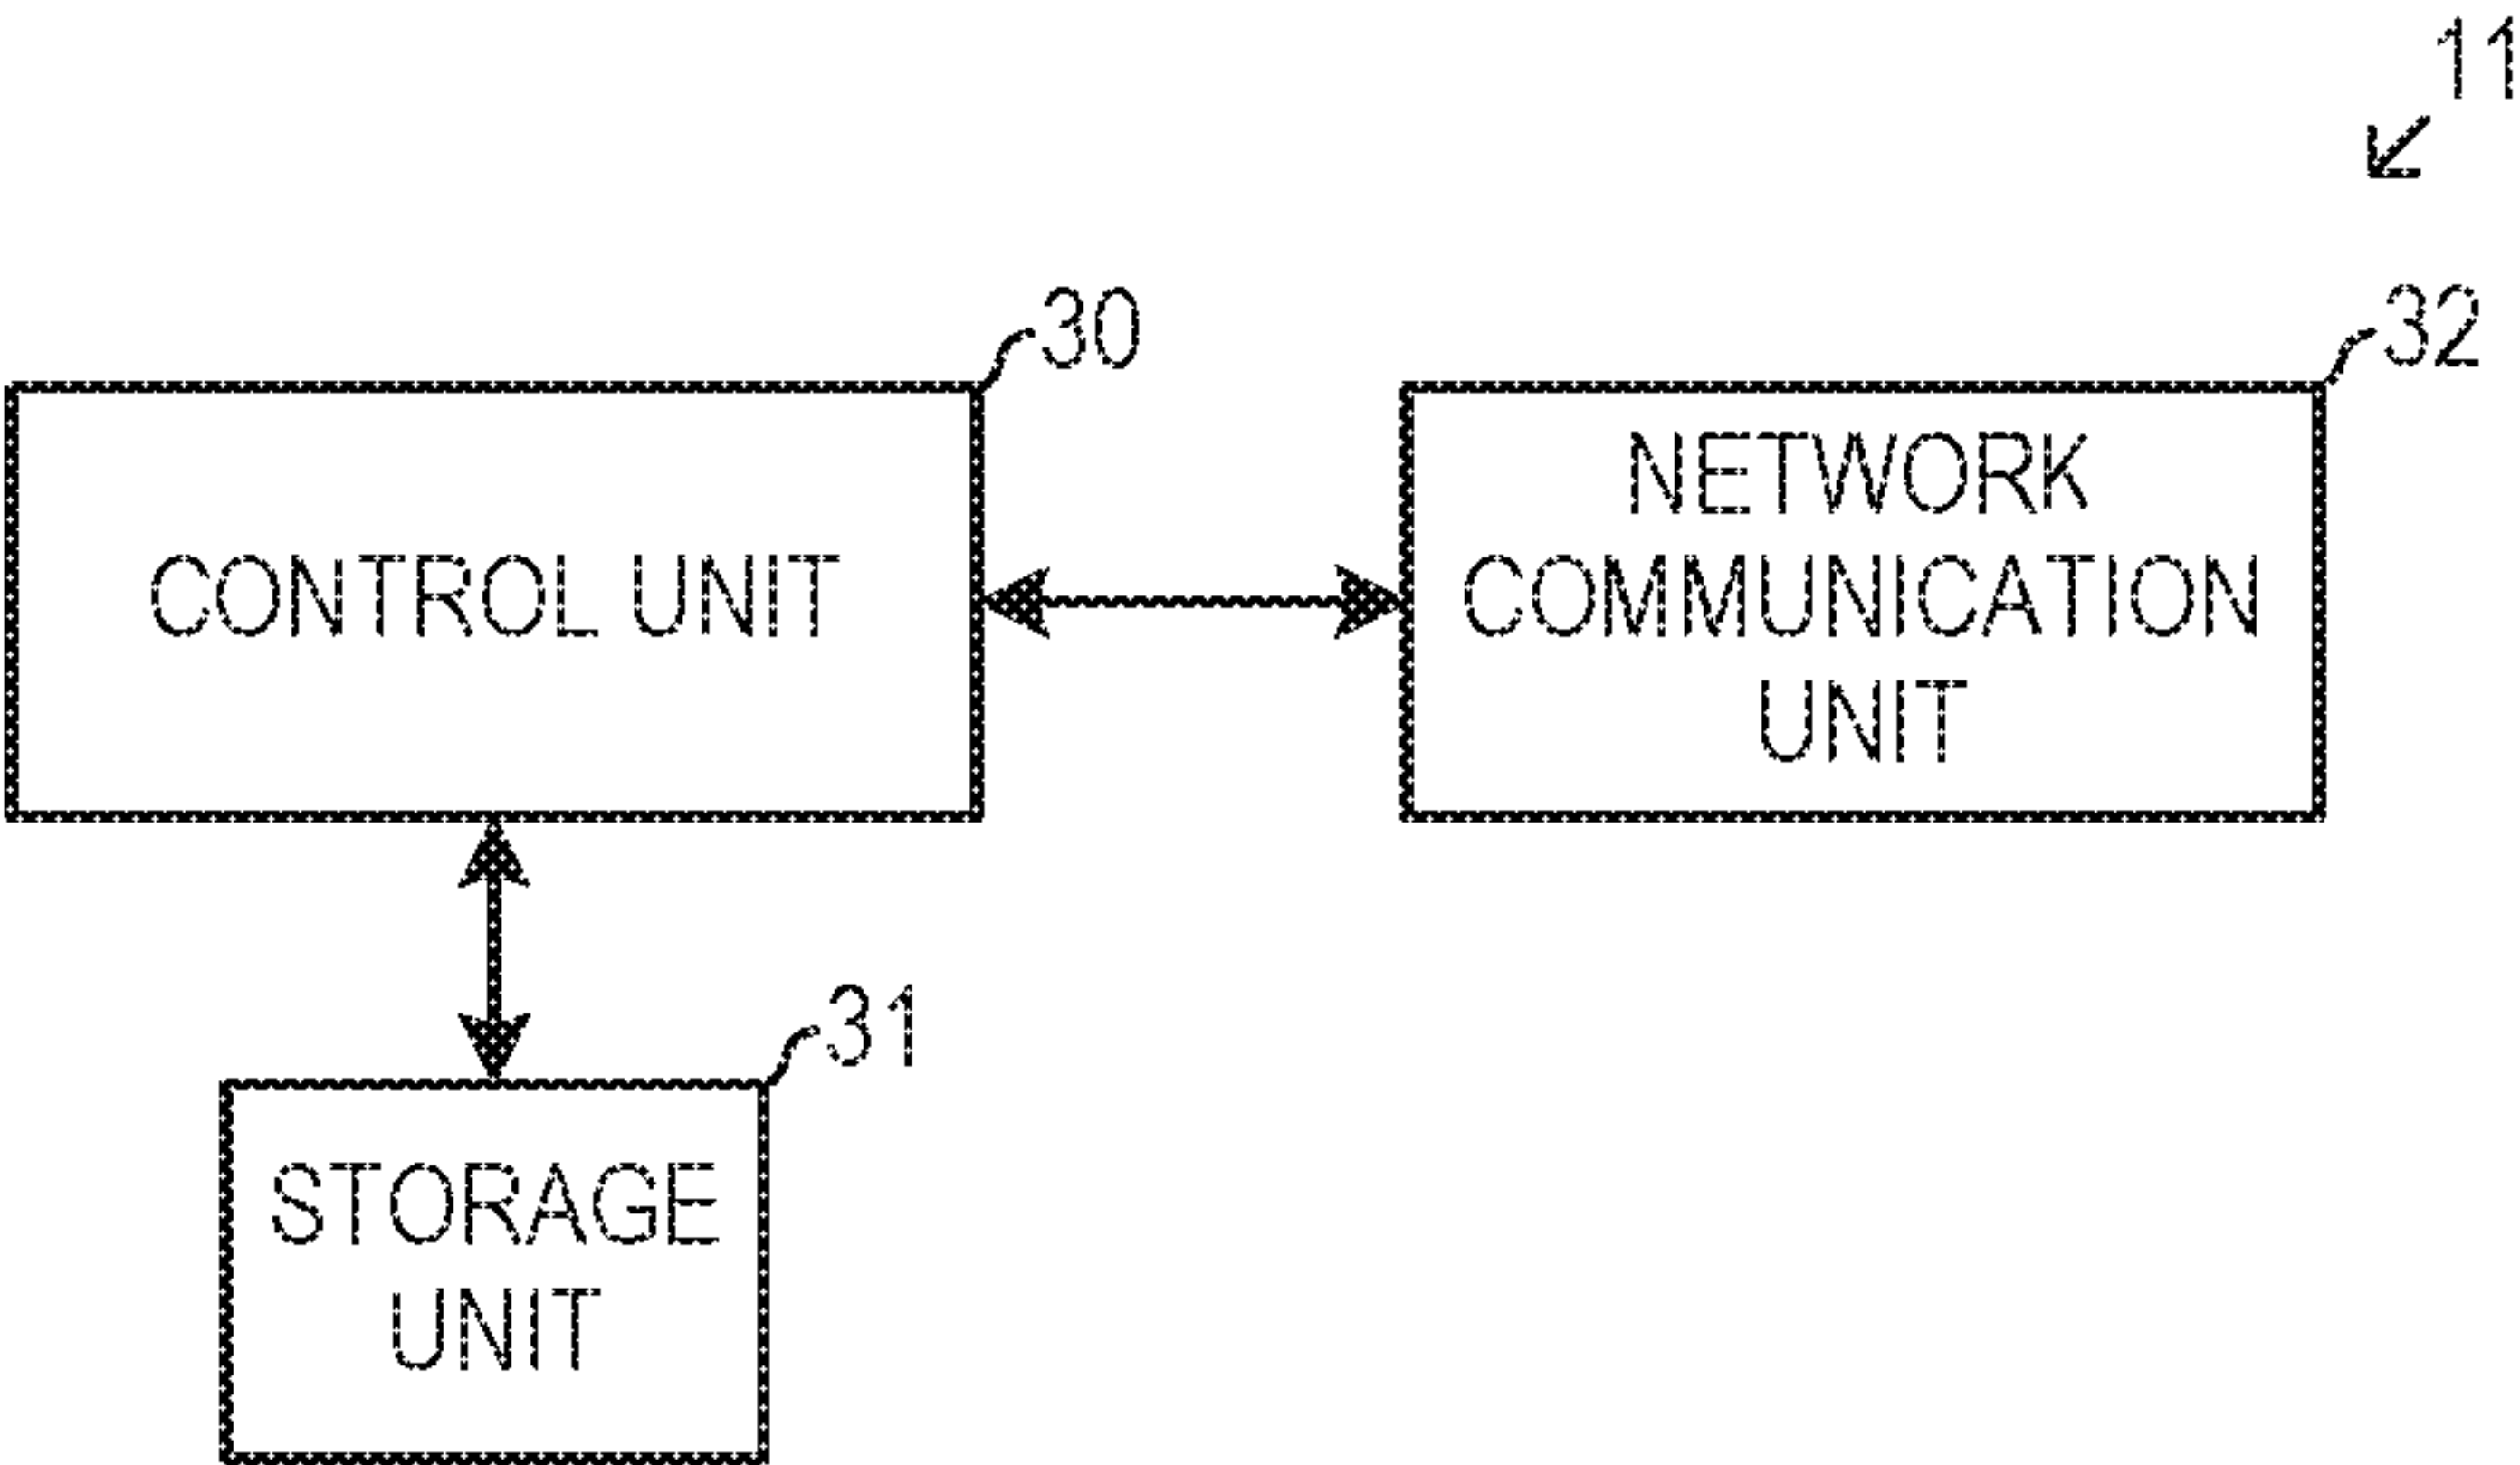 11
30
32
CONTROL UNIT
NETWORK
COMMUNICATION
UNIT
31
STORAGE
UNIT